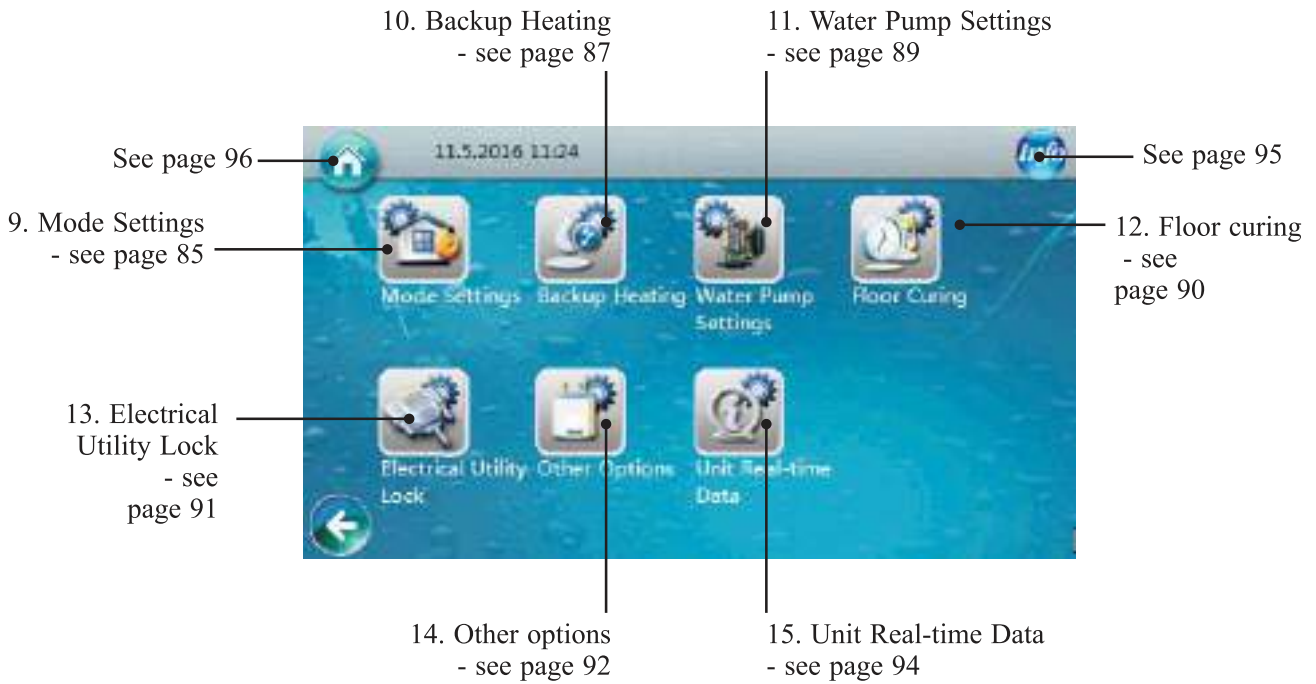 10. Backup Heating
- see page 87
11. Water Pump Settings
- see page 89
See page 96
11.5.2016 11:24
See page 95
9. Mode Settings
- see page 85
12. Floor curing
- see
page 90
Mode Settings
Backup Heating
Water Pump
Settings
Floor Curing
13. Electrical
Utility Lock
- see
page 91
Electrical Utility
Lock
Other Options
Unit Real-time
Data
14. Other options
- see page 92
15. Unit Real-time Data
- see page 94